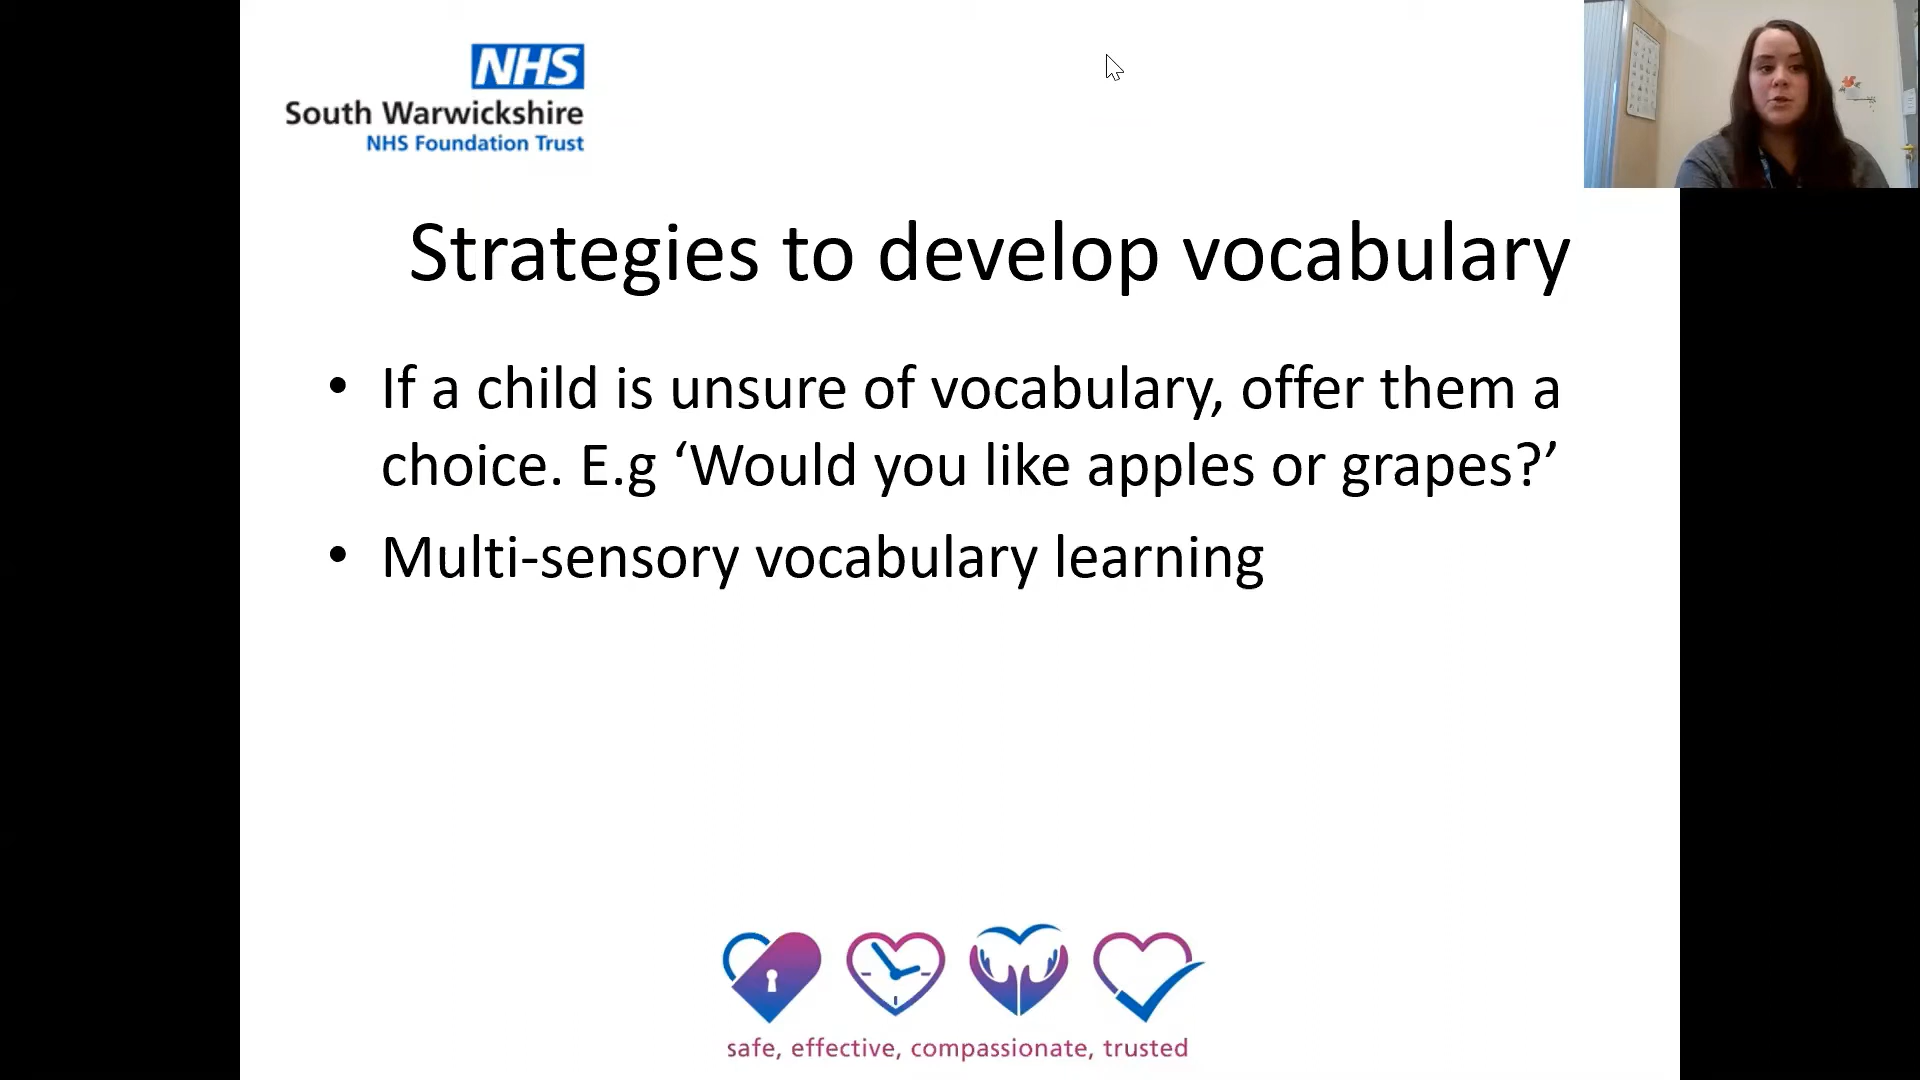 NHS
South Warwickshire
NHS Foundation Trust
Strategies to develop vocabulary
• If a child is unsure of vocabulary, offer them a
choice. E.g ‘Would you like apples or grapes?’
• Multi-sensory vocabulary learning
safe, effective, compassionate, trusted